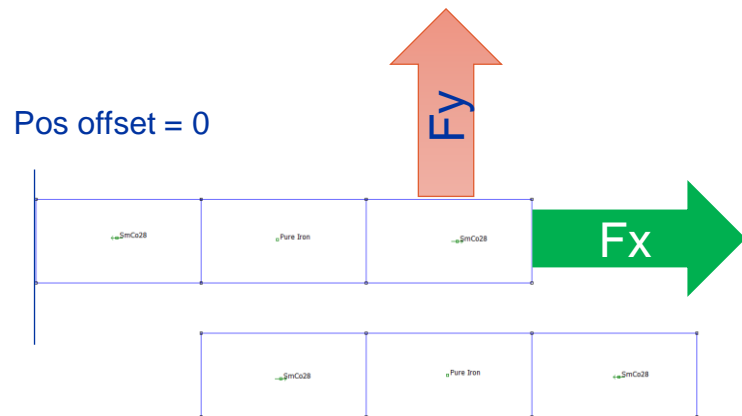 Fy
Pos offset = 0
SmCo28
Pure Iron
SmCo28
Fx
SmCo28
Pure Iron
SmCo28